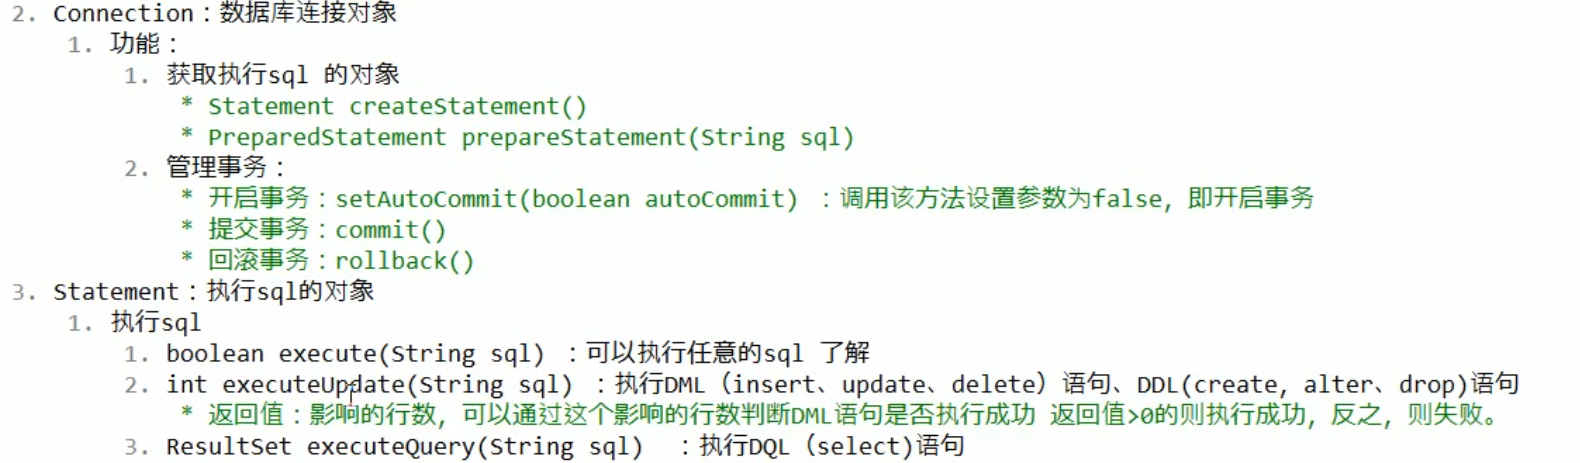 2. Connection：数据库连接对象
1. 功能：
1. 获取执行sql 的对象
* Statement createStatement()
* PreparedStatement prepareStatement(String sql)
2. 管理事务：
* 开启事务：setAutoCommit(boolean autoCommit) ：调用该方法设置参数为false，即开启事务
* 提交事务：commit()
* 回滚事务：rollback()
3. Statement：执行sql的对象
1. 执行sql
1. boolean execute(String sql) ：可以执行任意的sql 了解
2. int executeUpdate(String sql) ：执行DML（insert、update、delete）语句、DDL(create，alter、drop)语句
* 返回值：影响的行数，可以通过这个影响的行数判断DML语句是否执行成功 返回值>0的则执行成功，反之，则失败。
3. ResultSet executeQuery(String sql) ：执行DQL（select)语句